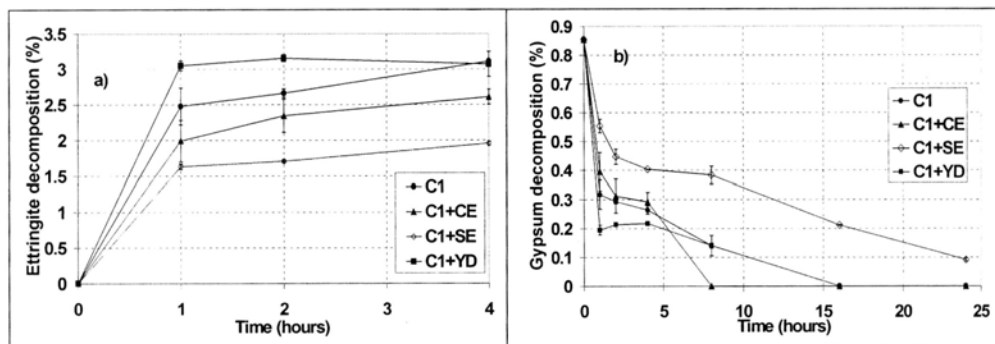 3.5
3
2.5
2
1.5
1
0.5
0
Ettringite decomposition (%)
a)
C1
C1+CE
C1+SE
C1+YD
0 1 2 3 4
Time (hours)
0.9
0.8
0.7
0.6
0.5
0.4
0.3
0.2
0.1
0
Gypsum decomposition (%)
b)
C1
C1+CE
C1+SE
C1+YD
0 5 10 15 20 25
Time (hours)